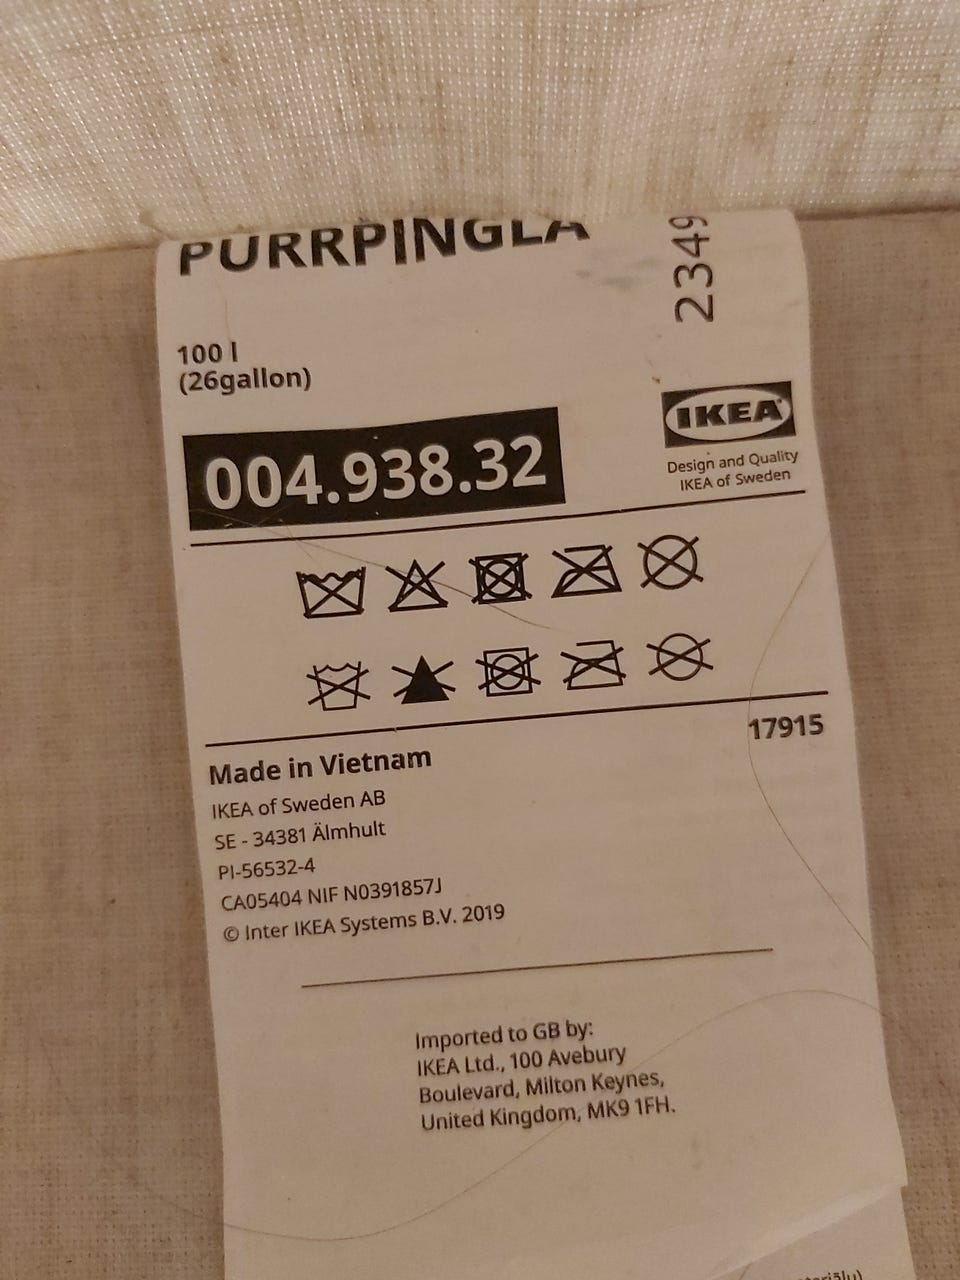 PURRPINGLA
2349
100 l
(26gallon)
004.938.32
IKEA
Design and Quality
IKEA of Sweden
17915
Made in Vietnam
IKEA of Sweden AB
SE - 34381 Älmhult
PI-56532-4
CA05404 NIF N0391857J
© Inter IKEA Systems B.V. 2019
Imported to GB by:
IKEA Ltd., 100 Avebury
Boulevard, Milton Keynes,
United Kingdom, MK9 1FH.